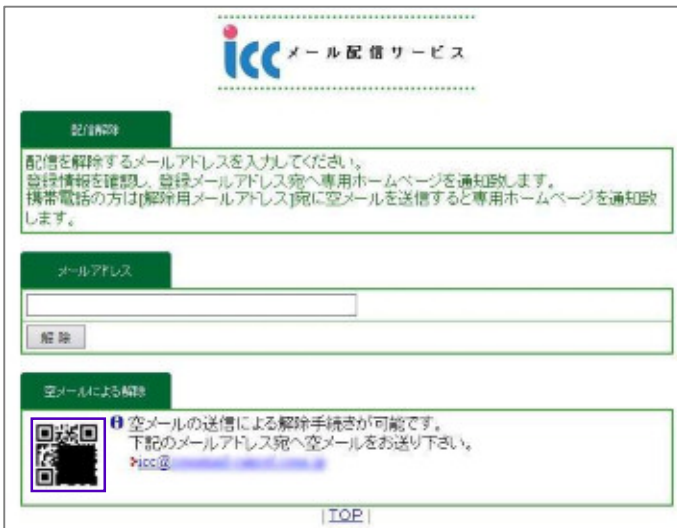 icc メール配信サービス
配信解除
配信を解除するメールアドレスを入力してください。
登録情報を確認し、登録メールアドレス宛へ専用ホームページを通知致します。
携帯電話の方は[解除用メールアドレス]宛に空メールを送信すると専用ホームページを通知致
します。
メールアドレス
解除
空メールによる解除
空メールの送信による解除手続きが可能です。
下記のメールアドレス宛へ空メールをお送り下さい。
icc@
| TOP |